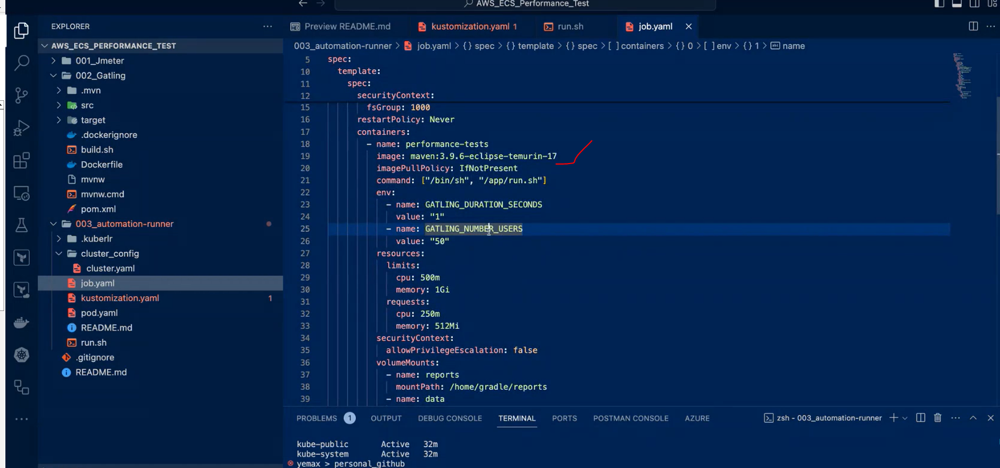 AWS_ECS_Performance_Test
EXPLORER
AWS_ECS_PERFORMANCE_TEST
001_Jmeter
002_Gatling
.mvn
src
target
.dockerignore
build.sh
Dockerfile
mvnw
mvnw.cmd
pom.xml
003_automation-runner
.kuberlr
cluster_config
cluster.yaml
job.yaml
kustomization.yaml 1
pod.yaml
README.md
run.sh
.gitignore
README.md
Preview README.md kustomization.yaml 1 run.sh job.yaml
003_automation-runner > job.yaml > {} spec > {} template > {} spec > [ ] containers > {} 0 > [ ] env > {} 1 > name
5 spec:
10 template:
11 spec:
12 securityContext:
15 fsGroup: 1000
16 restartPolicy: Never
17 containers:
18 - name: performance-tests
19 image: maven:3.9.6-eclipse-temurin-17
20 imagePullPolicy: IfNotPresent
21 command: ["/bin/sh", "/app/run.sh"]
22 env:
23 - name: GATLING_DURATION_SECONDS
24 value: "1"
25 - name: GATLING_NUMBER_USERS
26 value: "50"
27 resources:
28 limits:
29 cpu: 500m
30 memory: 1Gi
31 requests:
32 cpu: 250m
33 memory: 512Mi
34 securityContext:
35 allowPrivilegeEscalation: false
36 volumeMounts:
37 - name: reports
38 mountPath: /home/gradle/reports
39 - name: data
PROBLEMS 1 OUTPUT DEBUG CONSOLE TERMINAL PORTS POSTMAN CONSOLE AZURE zsh - 003_automation-runner
kube-public Active 32m
kube-system Active 32m
yemax > personal_github